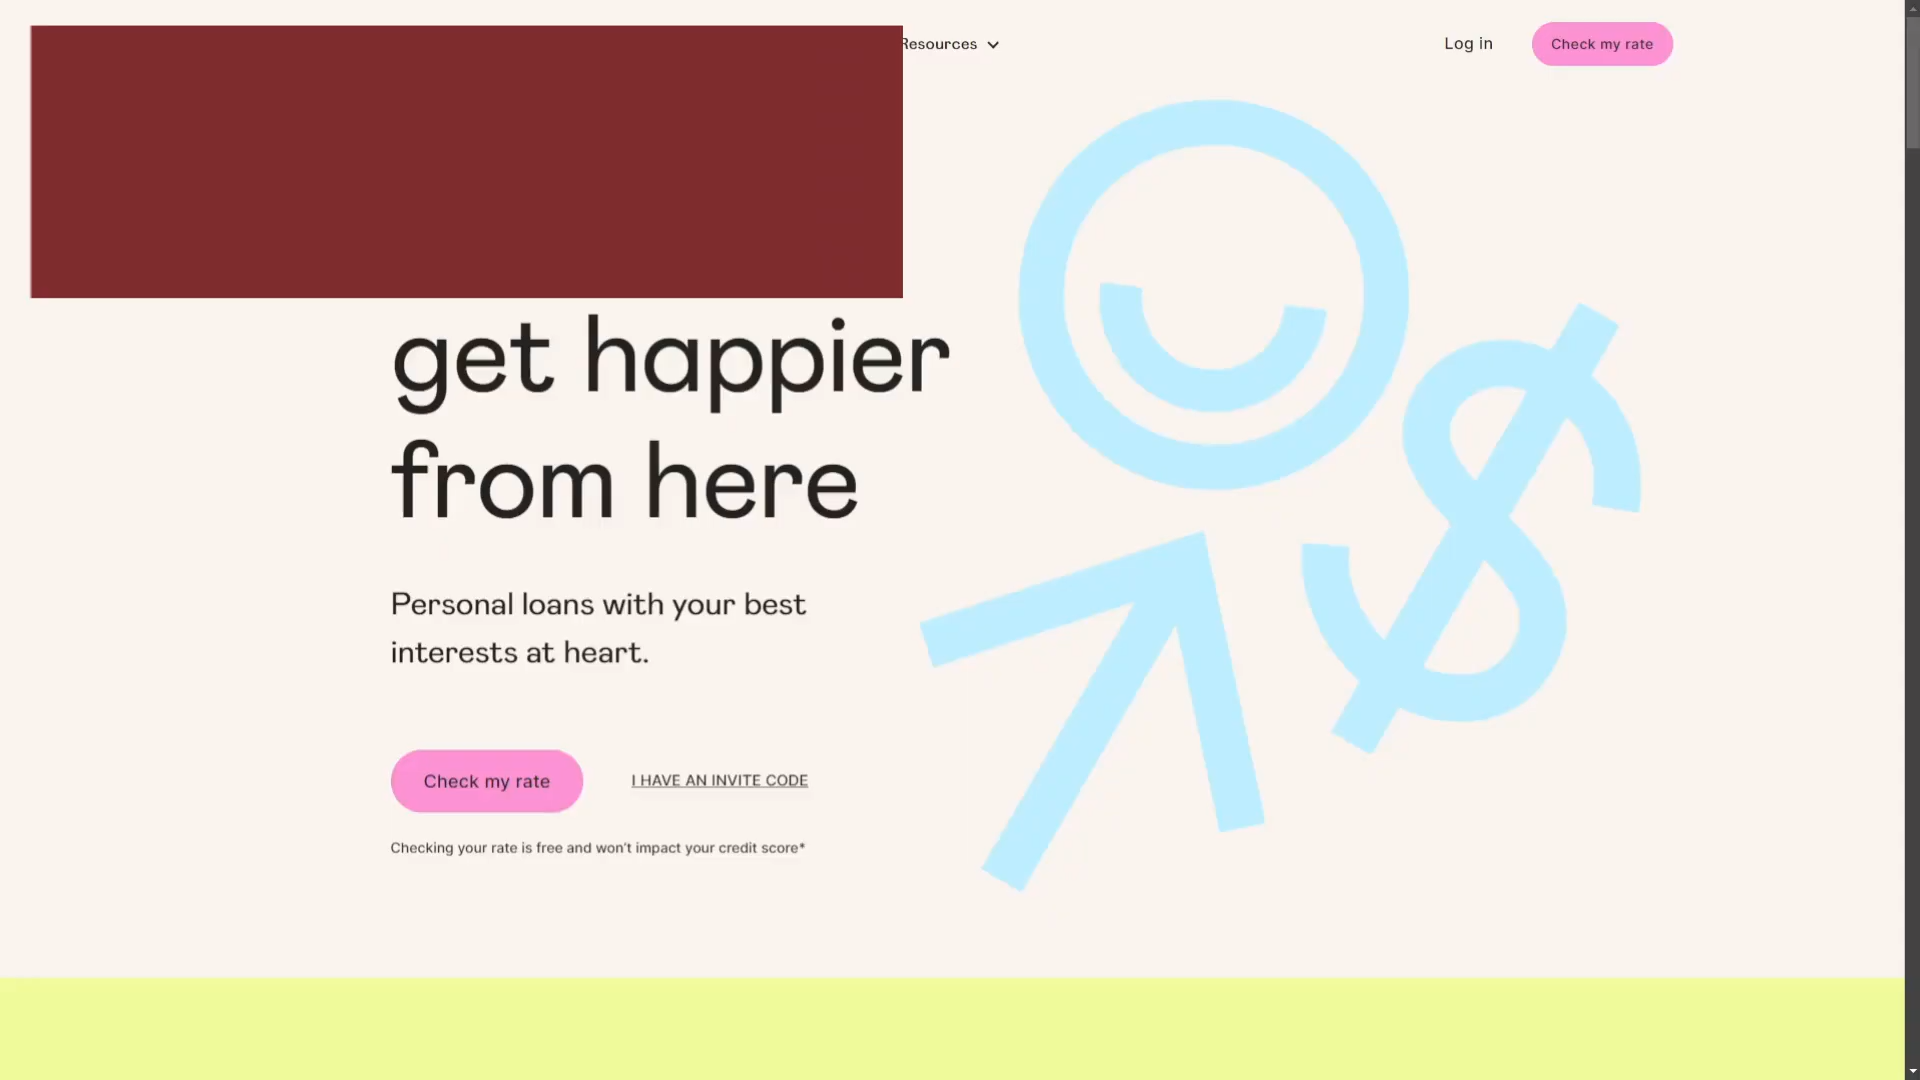 Resources
Log in
Check my rate
get happier
from here
Personal loans with your best
interests at heart.
Check my rate
I HAVE AN INVITE CODE
Checking your rate is free and won't impact your credit score*